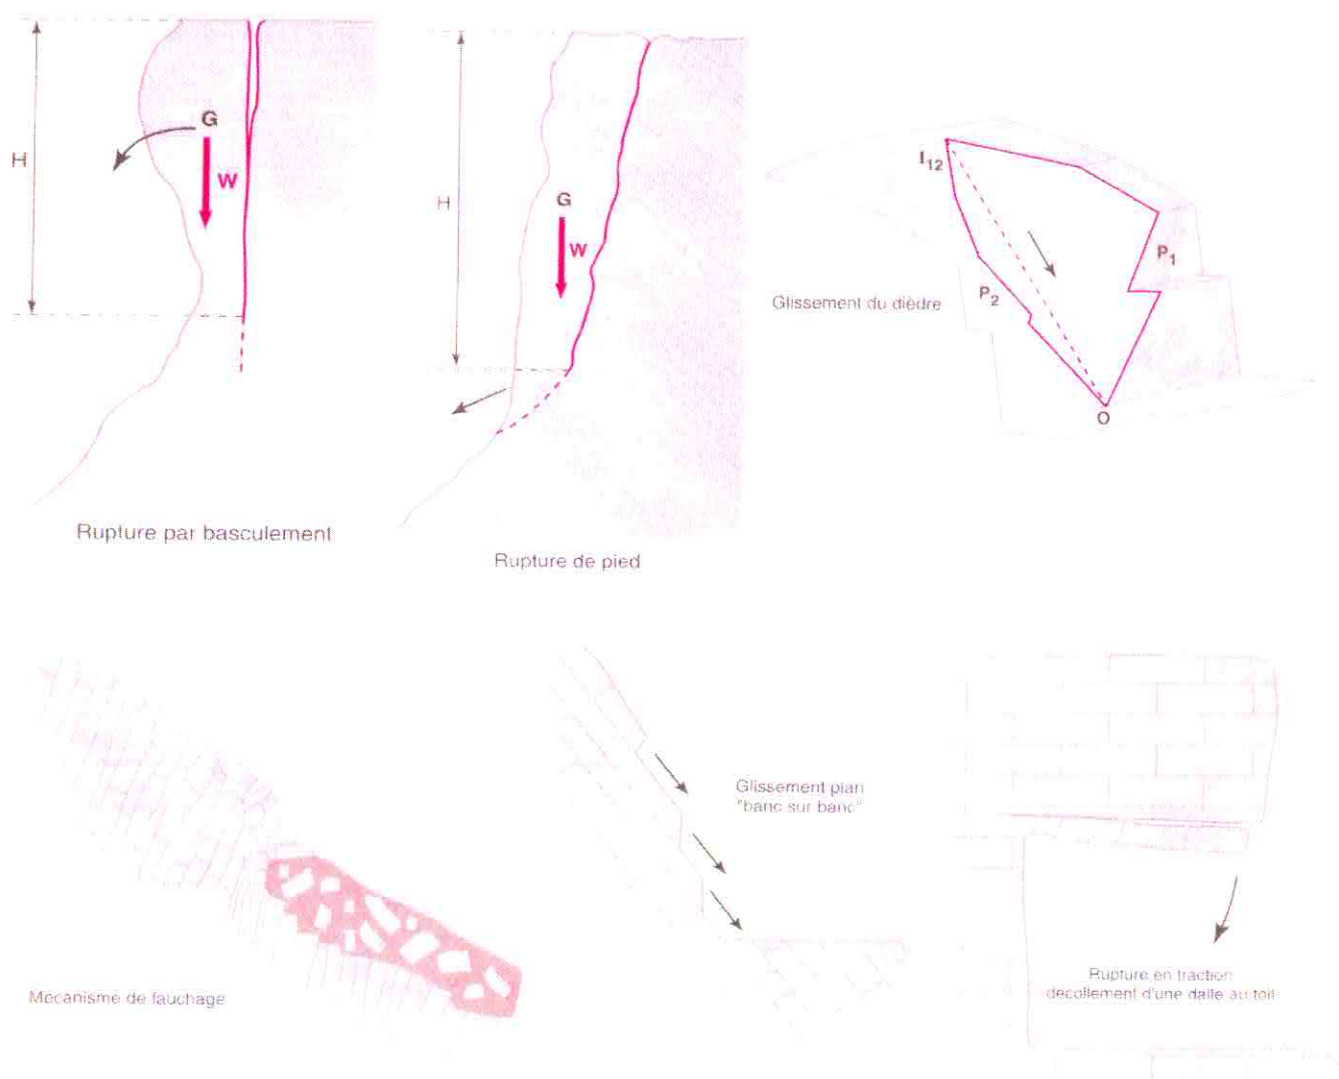 H
G
W
Rupture par basculement
H
G
W
Rupture de pied
I12
P1
P2
Glissement du dièdre
O
Mécanisme de fauchage
Glissement plan
"banc sur banc"
Rupture en traction
décollement d'une dalle au toit